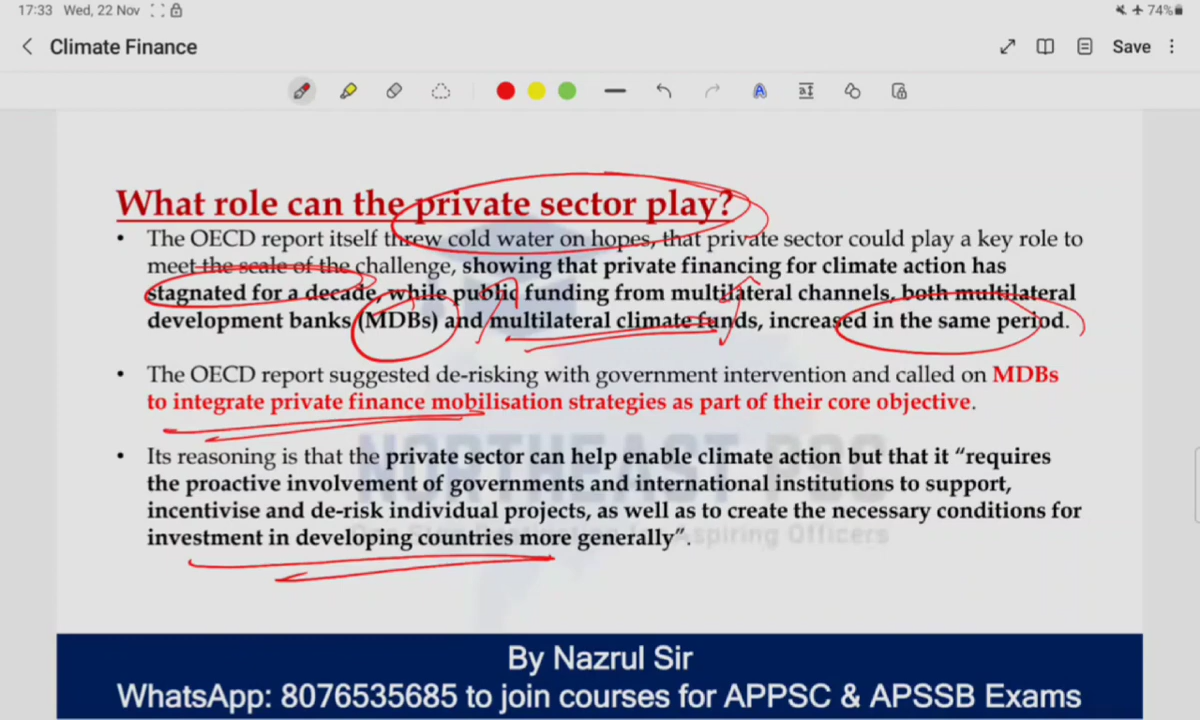 17:33 Wed, 22 Nov
74%
Climate Finance
Save
What role can the private sector play?
• The OECD report itself threw cold water on hopes, that private sector could play a key role to
meet the scale of the challenge, showing that private financing for climate action has
stagnated for a decade, while public funding from multilateral channels, both multilateral
development banks (MDBs) and multilateral climate funds, increased in the same period.
• The OECD report suggested de-risking with government intervention and called on MDBs
to integrate private finance mobilisation strategies as part of their core objective.
NORTHEAST PSC
• Its reasoning is that the private sector can help enable climate action but that it “requires
the proactive involvement of governments and international institutions to support,
incentivise and de-risk individual projects, as well as to create the necessary conditions for
investment in developing countries more generally”.
Aspiring Officers
By Nazrul Sir
WhatsApp: 8076535685 to join courses for APPSC & APSSB Exams